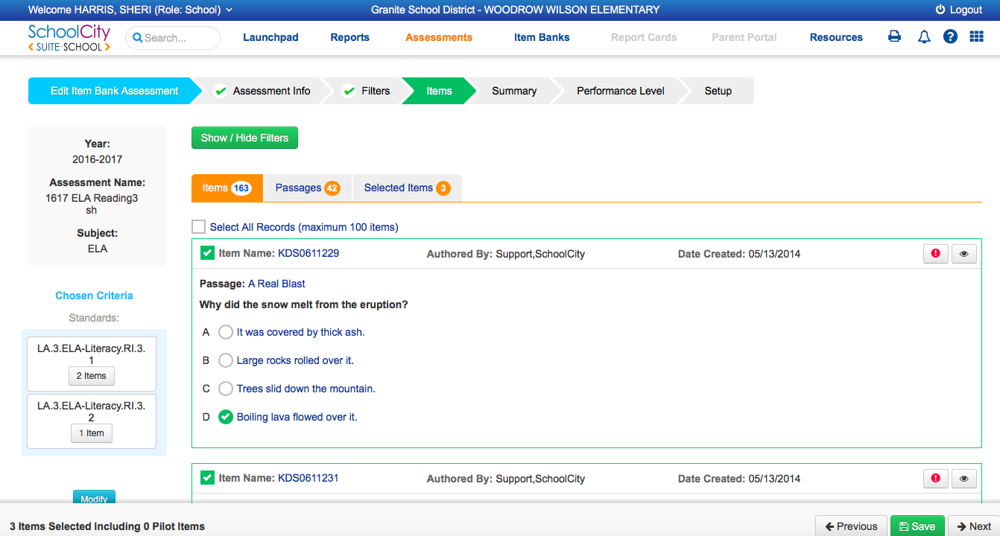 Welcome HARRIS, SHERI (Role: School)
Granite School District - WOODROW WILSON ELEMENTARY
Logout
SchoolCity
SUITE·SCHOOL
Search...
Launchpad
Reports
Assessments
Item Banks
Report Cards
Parent Portal
Resources
Edit Item Bank Assessment
Assessment Info
Filters
Items
Summary
Performance Level
Setup
Year:
2016-2017
Assessment Name:
1617 ELA Reading3
sh
Subject:
ELA
Chosen Criteria
Standards:
LA.3.ELA-Literacy.RI.3.
1
2 Items
LA.3.ELA-Literacy.RI.3.
2
1 Item
Modify
Show / Hide Filters
Items 163
Passages 42
Selected Items 3
Select All Records (maximum 100 items)
Item Name: KDS0611229
Authored By: Support,SchoolCity
Date Created: 05/13/2014
Passage: A Real Blast
Why did the snow melt from the eruption?
A It was covered by thick ash.
B Large rocks rolled over it.
C Trees slid down the mountain.
D Boiling lava flowed over it.
Item Name: KDS0611231
Authored By: Support,SchoolCity
Date Created: 05/13/2014
3 Items Selected Including 0 Pilot Items
Previous
Save
Next